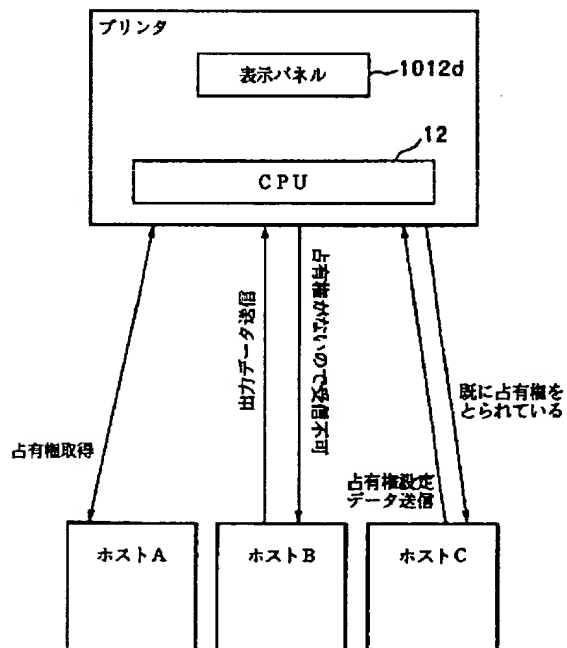 プリンタ
表示パネル
1012d
12
CPU
出力データ送信
占有権がないので受信不可
既に占有権を
とられている
占有権取得
占有権設定
データ送信
ホストA
ホストB
ホストC